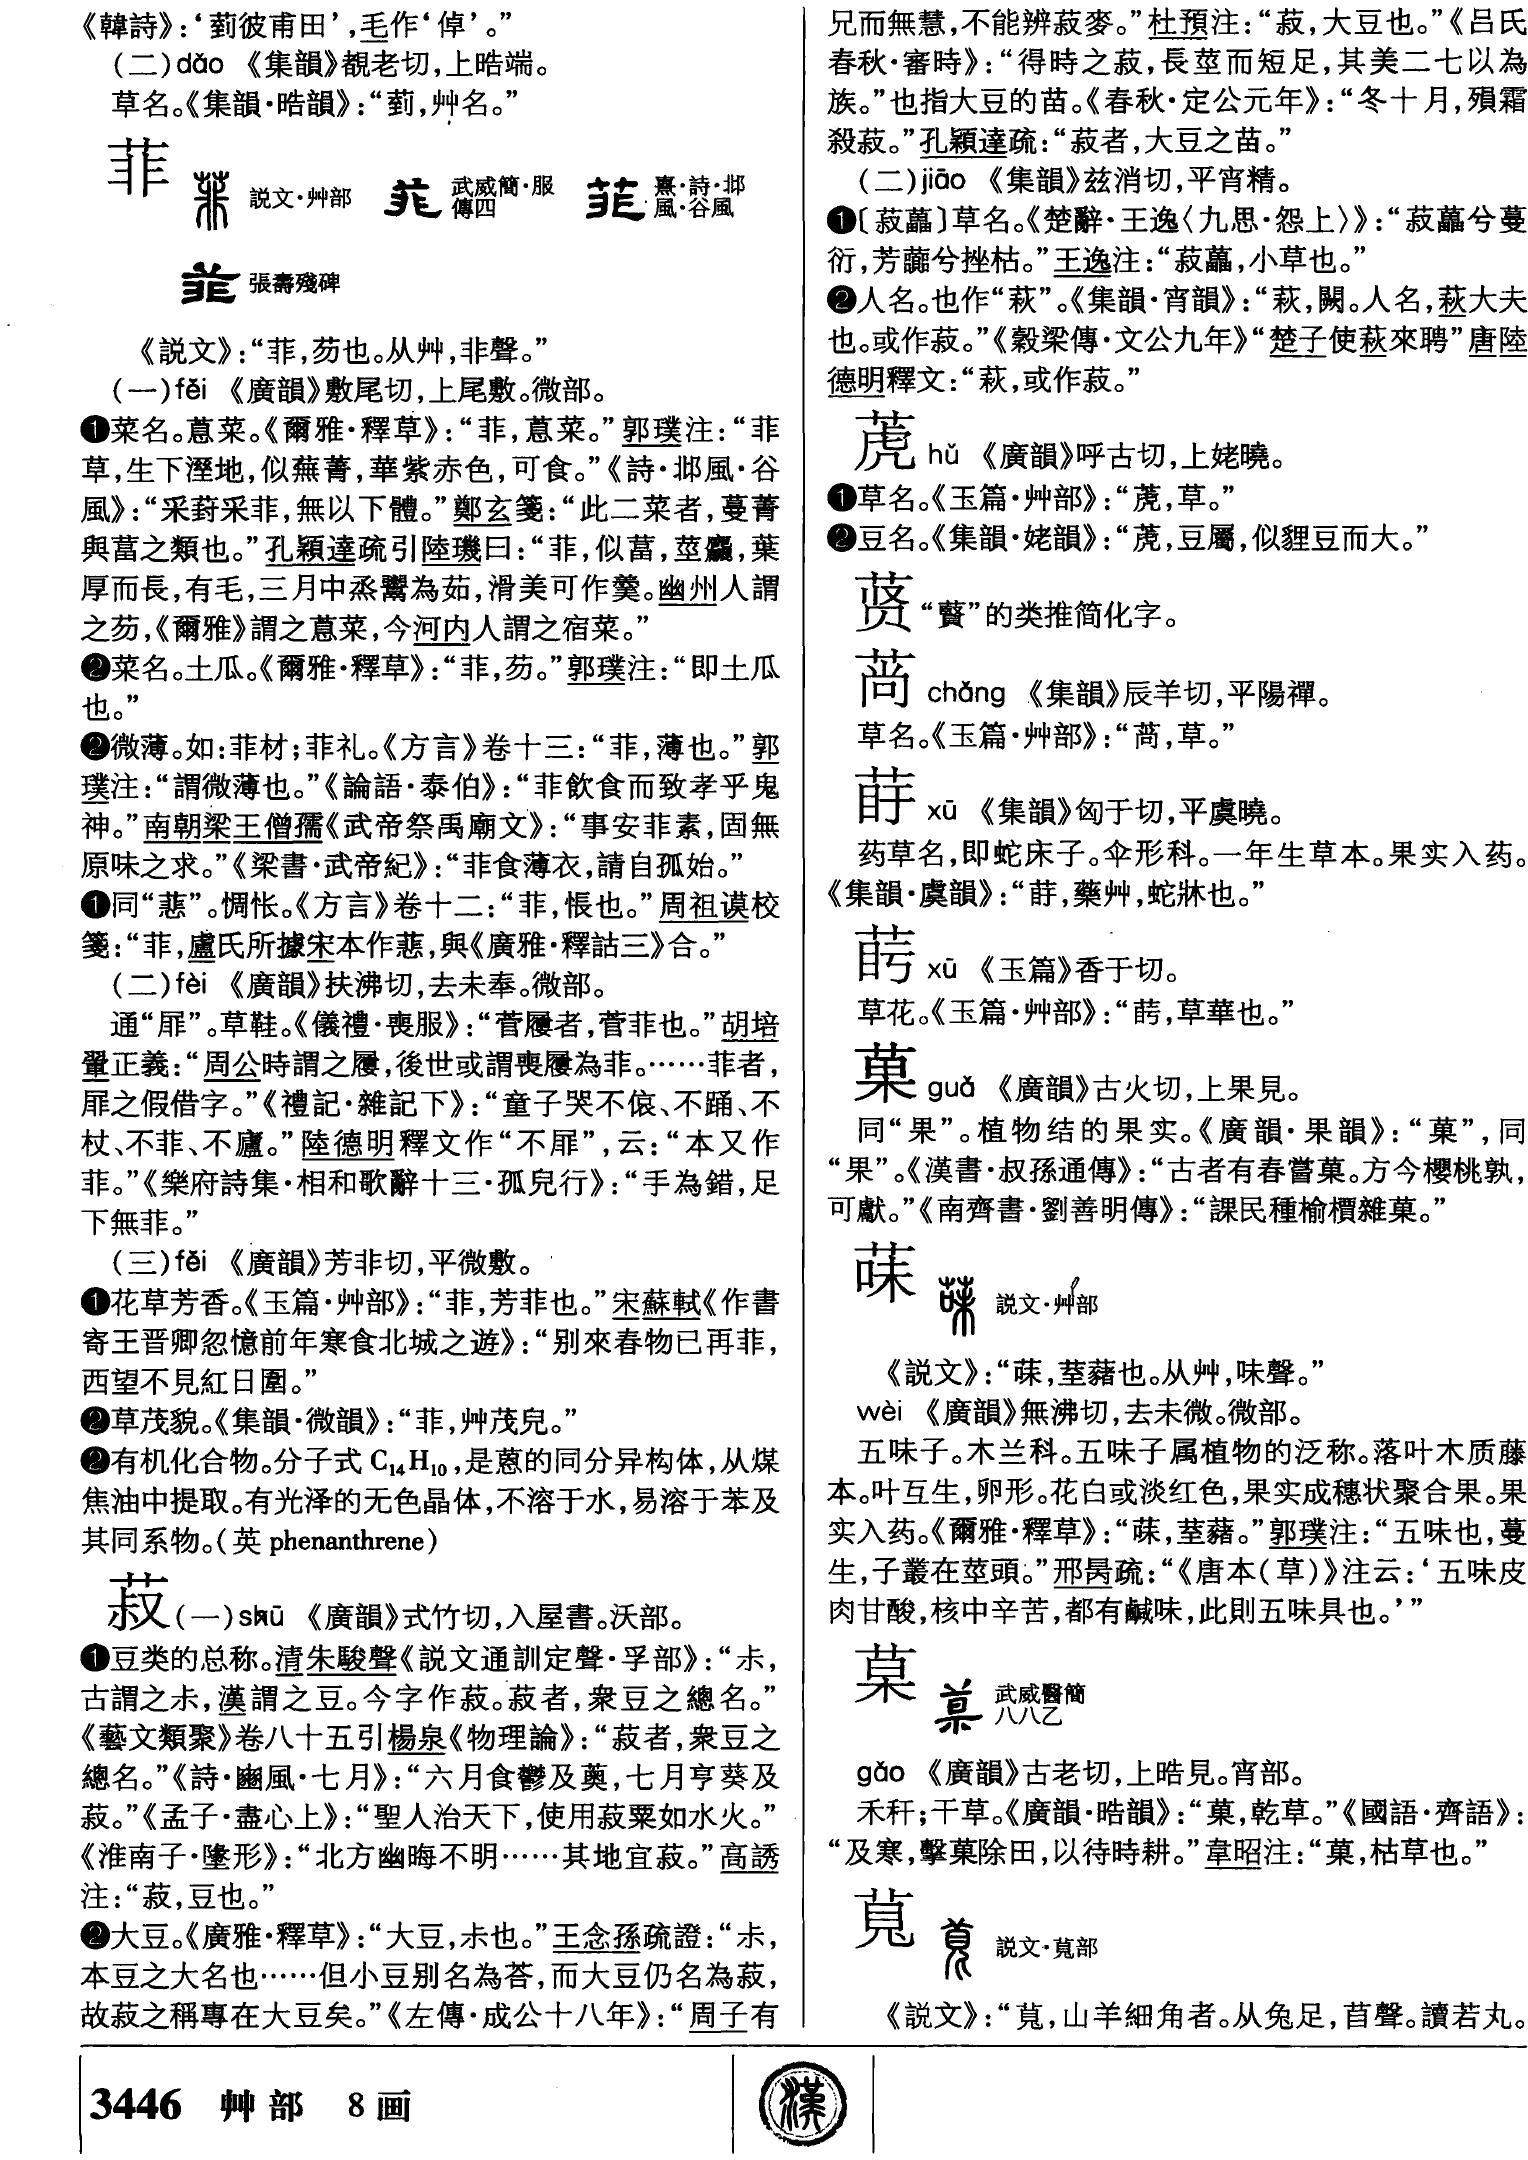 《韓詩》：‘菿彼甫田’，毛作‘倬’。”
(二)dǎo 《集韻》覩老切，上晧端。
草名。《集韻·晧韻》：“菿，艸名。”
菲
説文·艸部
武威簡·服
傳四
熹·詩·邶
風·谷風
張壽殘碑
《説文》：“菲，芴也。从艸，非聲。”
(一)fěi 《廣韻》敷尾切，上尾敷。微部。
❶菜名。蒠菜。《爾雅·釋草》：“菲，蒠菜。”郭璞注：“菲
草，生下溼地，似蕪菁，華紫赤色，可食。”《詩·邶風·谷
風》：“采葑采菲，無以下體。”鄭玄箋：“此二菜者，蔓菁
與葍之類也。”孔穎達疏引陸璣曰：“菲，似葍，莖麤，葉
厚而長，有毛，三月中烝鬻為茹，滑美可作羹。幽州人謂
之芴，《爾雅》謂之蒠菜，今河内人謂之宿菜。”
❷菜名。土瓜。《爾雅·釋草》：“菲，芴。”郭璞注：“即土瓜
也。”
❷微薄。如：菲材；菲礼。《方言》卷十三：“菲，薄也。”郭
璞注：“謂微薄也。”《論語·泰伯》：“菲飲食而致孝乎鬼
神。”南朝梁王僧孺《武帝祭禹廟文》：“事安菲素，固無
原味之求。”《梁書·武帝紀》：“菲食薄衣，請自孤始。”
❶同“悲”。惆怅。《方言》卷十二：“菲，悵也。”周祖谟校
箋：“菲，盧氏所據宋本作悲，與《廣雅·釋詁三》合。”
(二)fèi 《廣韻》扶沸切，去未奉。微部。
通“屝”。草鞋。《儀禮·喪服》：“菅屨者，菅菲也。”胡培
翬正義：“周公時謂之屨，後世或謂喪屨為菲。……菲者，
屝之假借字。”《禮記·雜記下》：“童子哭不偯、不踊、不
杖、不菲、不廬。”陸德明釋文作“不屝”，云：“本又作
菲。”《樂府詩集·相和歌辭十三·孤兒行》：“手為錯，足
下無菲。”
(三)fěi 《廣韻》芳非切，平微敷。
❶花草芳香。《玉篇·艸部》：“菲，芳菲也。”宋蘇軾《作書
寄王晋卿忽憶前年寒食北城之遊》：“别來春物已再菲，
西望不見紅日圍。”
❷草茂貌。《集韻·微韻》：“菲，艸茂皃。”
❷有机化合物。分子式 C₁₄H₁₀，是蒽的同分异构体，从煤
焦油中提取。有光泽的无色晶体，不溶于水，易溶于苯及
其同系物。(英 phenanthrene)
菽(一)shū 《廣韻》式竹切，入屋書。沃部。
❶豆类的总称。清朱駿聲《説文通訓定聲·孚部》：“尗，
古謂之尗，漢謂之豆。今字作菽。菽者，衆豆之總名。”
《藝文類聚》卷八十五引楊泉《物理論》：“菽者，衆豆之
總名。”《詩·豳風·七月》：“六月食鬱及薁，七月亨葵及
菽。”《孟子·盡心上》：“聖人治天下，使用菽粟如水火。”
《淮南子·墬形》：“北方幽晦不明……其地宜菽。”高誘
注：“菽，豆也。”
❷大豆。《廣雅·釋草》：“大豆，尗也。”王念孫疏證：“尗，
本豆之大名也……但小豆别名為荅，而大豆仍名為菽，
故菽之稱專在大豆矣。”《左傳·成公十八年》：“周子有
兄而無慧，不能辨菽麥。”杜預注：“菽，大豆也。”《吕氏
春秋·審時》：“得時之菽，長莖而短足，其美二七以為
族。”也指大豆的苗。《春秋·定公元年》：“冬十月，殞霜
殺菽。”孔穎達疏：“菽者，大豆之苗。”
(二)jiāo 《集韻》兹消切，平宵精。
❶〔菽藟〕草名。《楚辭·王逸〈九思·怨上〉》：“菽藟兮蔓
衍，芳虈兮挫枯。”王逸注：“菽藟，小草也。”
❷人名。也作“萩”。《集韻·宵韻》：“萩，闕。人名，萩大夫
也。或作菽。”《穀梁傳·文公九年》“楚子使萩來聘”唐陸
德明釋文：“萩，或作菽。”
萀 hǔ 《廣韻》呼古切，上姥曉。
❶草名。《玉篇·艸部》：“萀，草。”
❷豆名。《集韻·姥韻》：“萀，豆屬，似貍豆而大。”
𬜬 “藖”的类推简化字。
䓔 chǎng 《集韻》辰羊切，平陽禪。
草名。《玉篇·艸部》：“䓔，草。”
䓇 xū 《集韻》匈于切，平虞曉。
药草名，即蛇床子。伞形科。一年生草本。果实入药。
《集韻·虞韻》：“䓇，藥艸，蛇牀也。”
xū 《玉篇》香于切。
草花。《玉篇·艸部》：“，草華也。”
菓 guǒ 《廣韻》古火切，上果見。
同“果”。植物结的果实。《廣韻·果韻》：“菓”，同
“果”。《漢書·叔孫通傳》：“古者有春嘗菓。方今櫻桃孰，
可獻。”《南齊書·劉善明傳》：“課民種榆檟雜菓。”
菋
説文·艸部
《説文》：“菋，荎藸也。从艸，味聲。”
wèi 《廣韻》無沸切，去未微。微部。
五味子。木兰科。五味子属植物的泛称。落叶木质藤
本。叶互生，卵形。花白或淡红色，果实成穗状聚合果。果
实入药。《爾雅·釋草》：“菋，荎藸。”郭璞注：“五味也，蔓
生，子叢在莖頭。”邢昺疏：“《唐本(草)》注云：‘五味皮
肉甘酸，核中辛苦，都有鹹味，此則五味具也。’”
菒
武威醫簡
八八乙
gǎo 《廣韻》古老切，上晧見。宵部。
禾秆；干草。《廣韻·晧韻》：“菒，乾草。”《國語·齊語》：
“及寒，擊菒除田，以待時耕。”韋昭注：“菒，枯草也。”
萈
説文·萈部
《説文》：“萈，山羊細角者。从兔足，苜聲。讀若丸。
3446 艸部 8画
漢